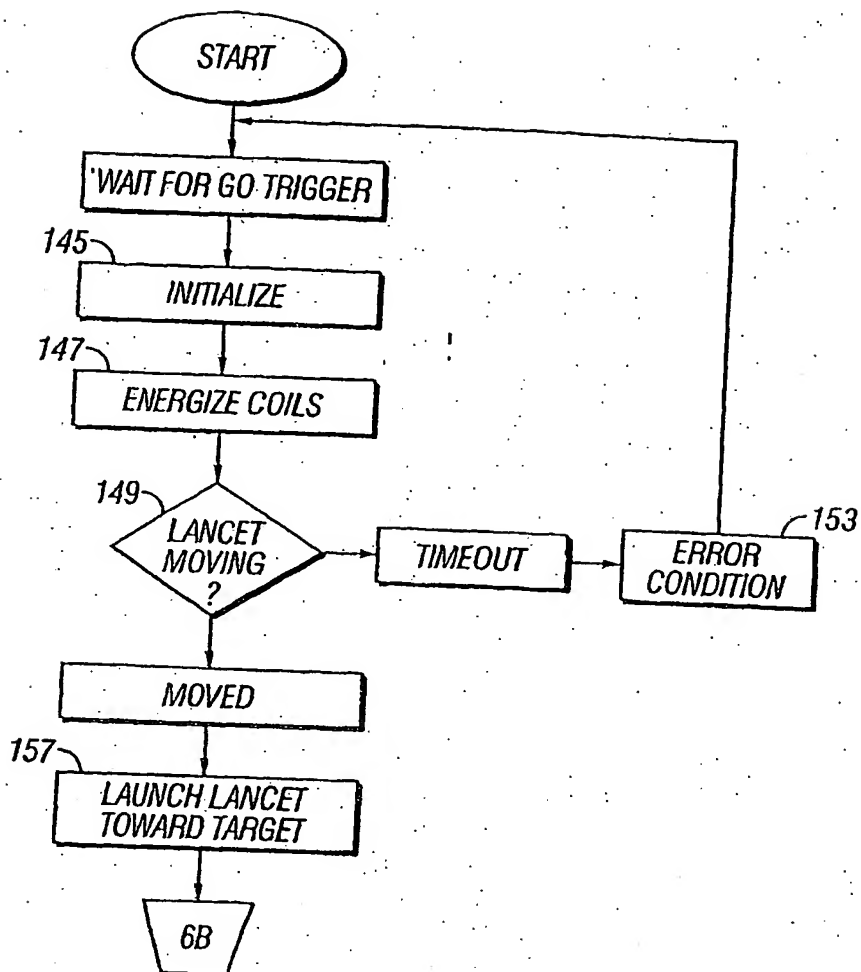 START
WAIT FOR GO TRIGGER
145
INITIALIZE
147
ENERGIZE COILS
149
LANCET
MOVING
?
TIMEOUT
ERROR
CONDITION
153
MOVED
157
LAUNCH LANCET
TOWARD TARGET
6B